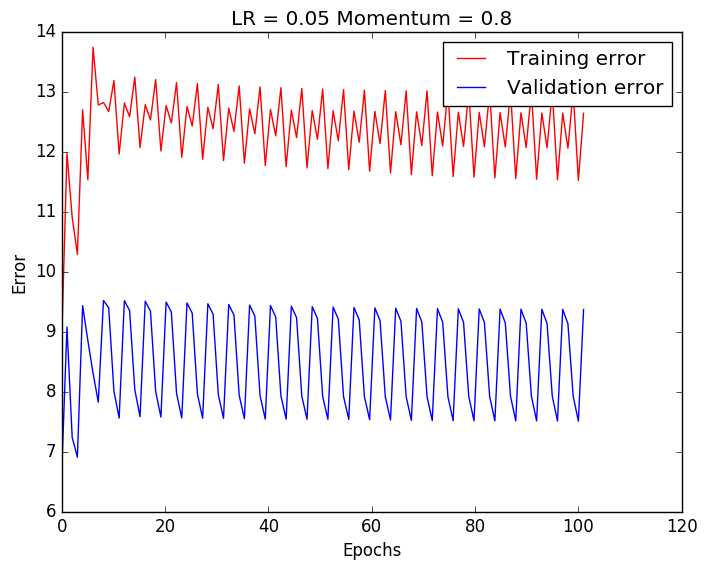 LR = 0.05 Momentum = 0.8
Training error
Validation error
14
13
12
11
10
9
8
7
6
Error
0 20 40 60 80 100 120
Epochs